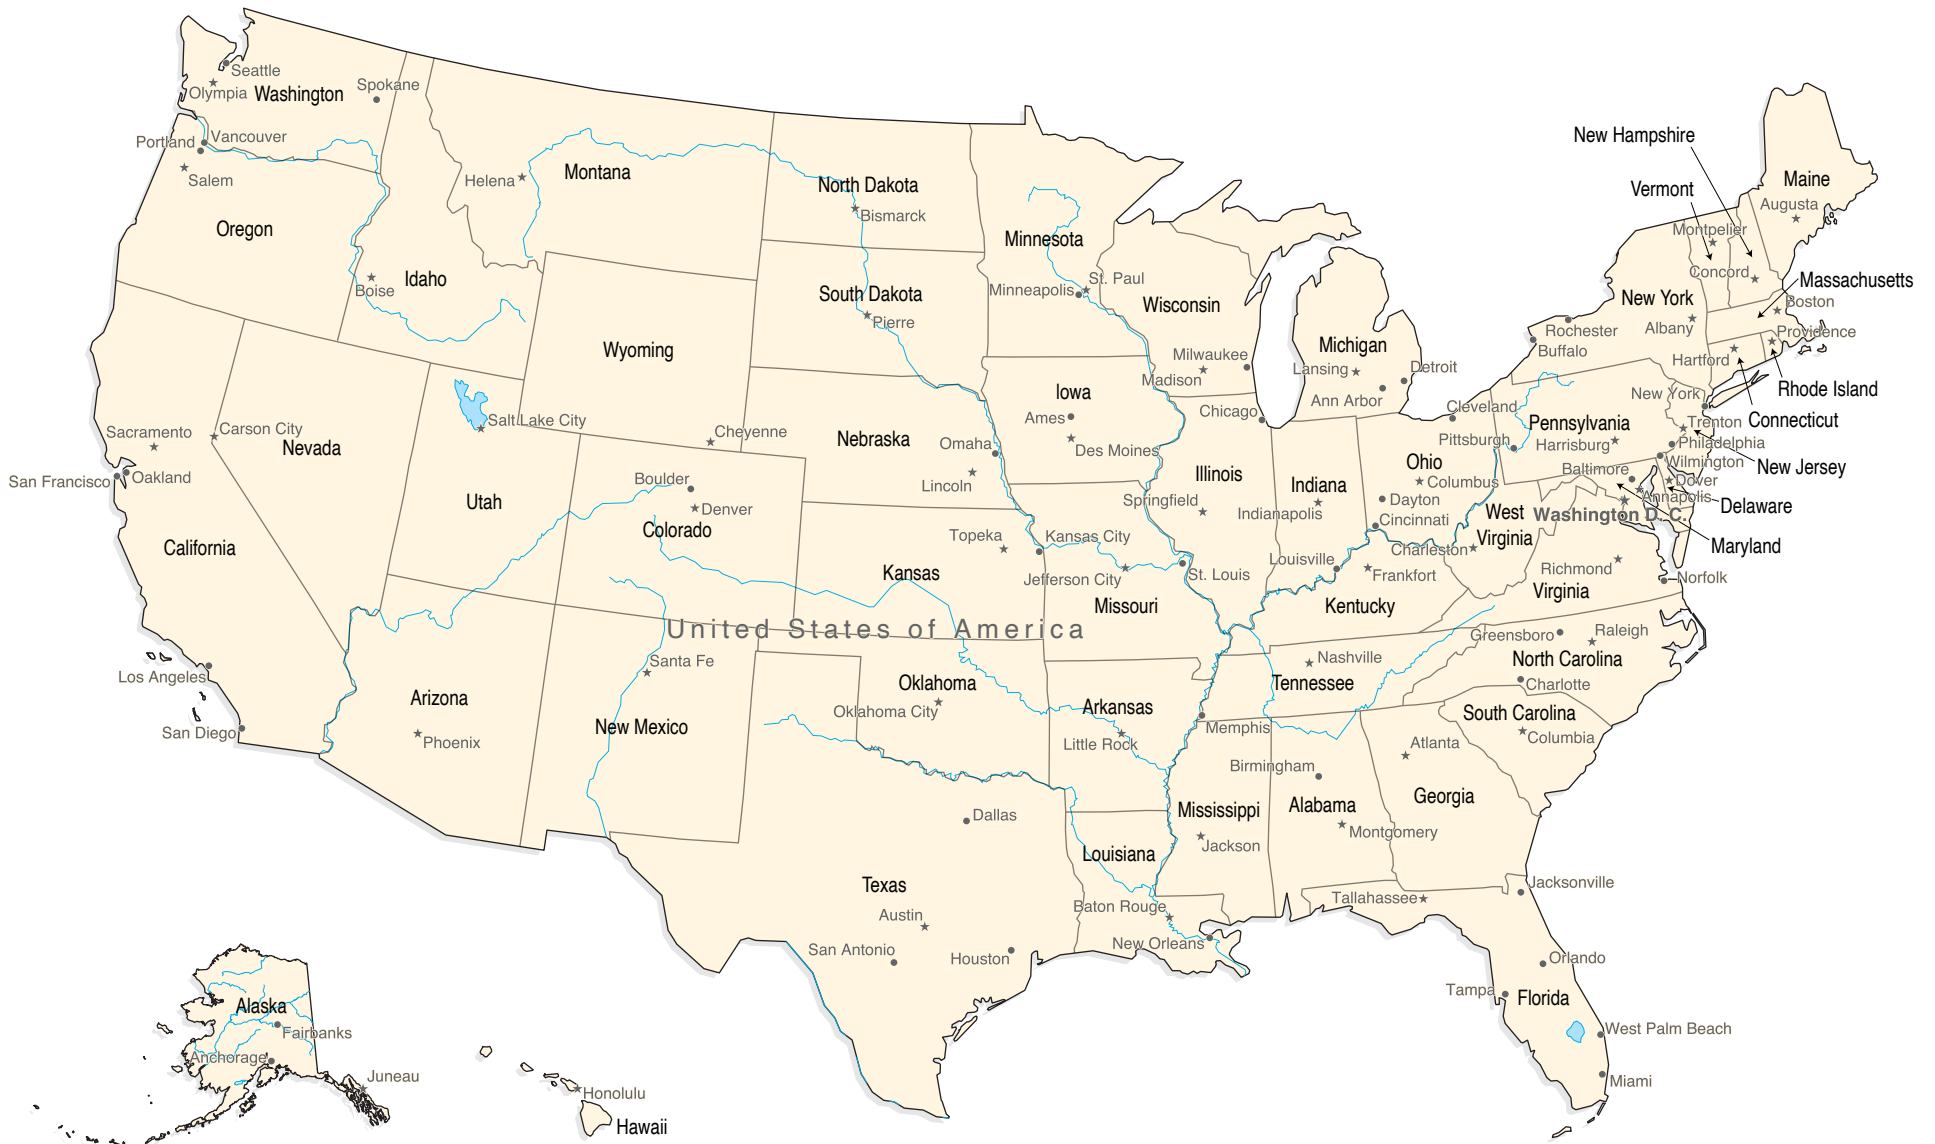 Seattle
Olympia
Washington
Spokane
Portland
Vancouver
Salem
Oregon
Helena
Montana
Idaho
Boise
North Dakota
Bismarck
South Dakota
Pierre
Minnesota
Minneapolis
St. Paul
Wisconsin
Milwaukee
Madison
Michigan
Lansing
Ann Arbor
Detroit
New Hampshire
Vermont
Maine
Augusta
Montpelier
Concord
Massachusetts
Boston
Providence
New York
Albany
Rochester
Buffalo
Hartford
Rhode Island
Connecticut
New York
Trenton
Philadelphia
New Jersey
Wilmington
Dover
Annapolis
Delaware
Baltimore
Washington D. C.
Maryland
Pennsylvania
Harrisburg
Pittsburgh
Cleveland
Ohio
Columbus
Dayton
Cincinnati
West
Virginia
Charleston
Richmond
Virginia
Norfolk
Wyoming
Cheyenne
Nebraska
Omaha
Lincoln
Iowa
Ames
Des Moines
Chicago
Illinois
Springfield
Indiana
Indianapolis
Louisville
Frankfort
Kentucky
Sacramento
Carson City
Nevada
San Francisco
Oakland
California
Salt Lake City
Utah
Boulder
Denver
Colorado
Topeka
Kansas
Kansas City
Jefferson City
St. Louis
Missouri
United States of America
Los Angeles
San Diego
Arizona
Phoenix
Santa Fe
New Mexico
Oklahoma
Oklahoma City
Arkansas
Little Rock
Nashville
Tennessee
Memphis
Greensboro
Raleigh
North Carolina
Charlotte
South Carolina
Columbia
Atlanta
Georgia
Birmingham
Alabama
Montgomery
Mississippi
Jackson
Dallas
Texas
Austin
San Antonio
Houston
Louisiana
Baton Rouge
New Orleans
Tallahassee
Jacksonville
Orlando
Tampa
Florida
West Palm Beach
Miami
Alaska
Fairbanks
Anchorage
Juneau
Honolulu
Hawaii